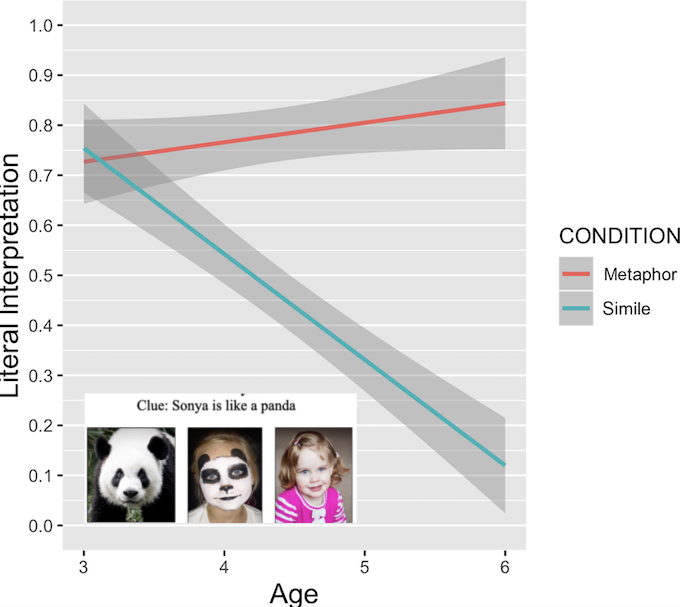 1.0
0.9
0.8
0.7
0.6
0.5
0.4
0.3
0.2
0.1
0.0
Literal Interpretation
Clue: Sonya is like a panda
3 4 5 6
Age
CONDITION
Metaphor
Simile